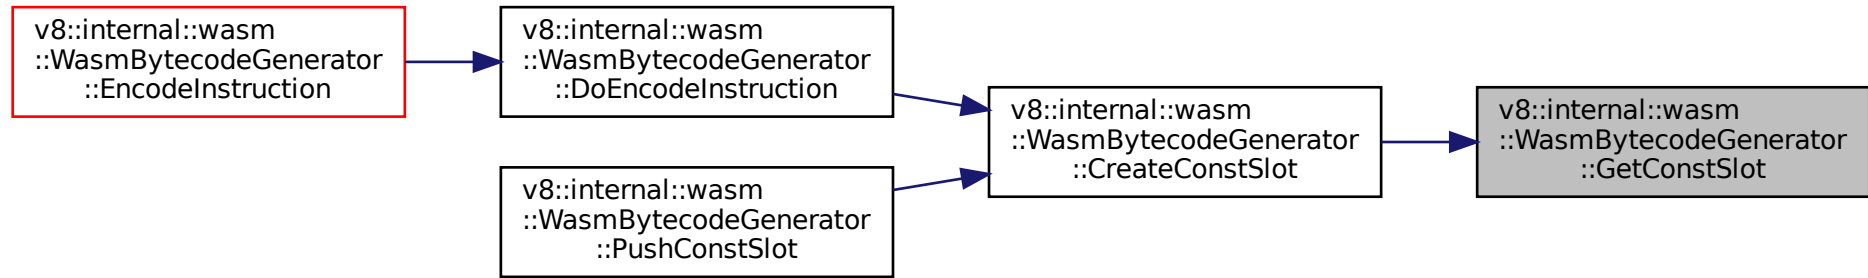 v8::internal::wasm
::WasmBytecodeGenerator
::EncodeInstruction
v8::internal::wasm
::WasmBytecodeGenerator
::DoEncodeInstruction
v8::internal::wasm
::WasmBytecodeGenerator
::PushConstSlot
v8::internal::wasm
::WasmBytecodeGenerator
::CreateConstSlot
v8::internal::wasm
::WasmBytecodeGenerator
::GetConstSlot